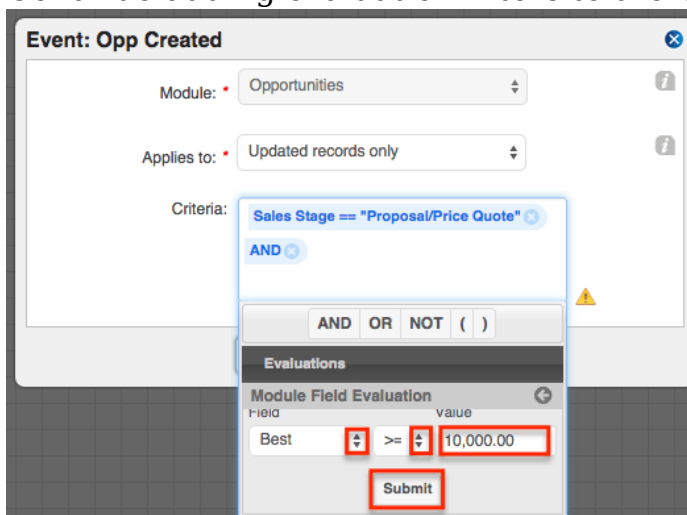 Event: Opp Created
Module: * Opportunities
Applies to: * Updated records only
Criteria: Sales Stage == "Proposal/Price Quote"
AND
AND OR NOT ( )
Evaluations
Module Field Evaluation
Field Value
Best >= 10,000.00
Submit